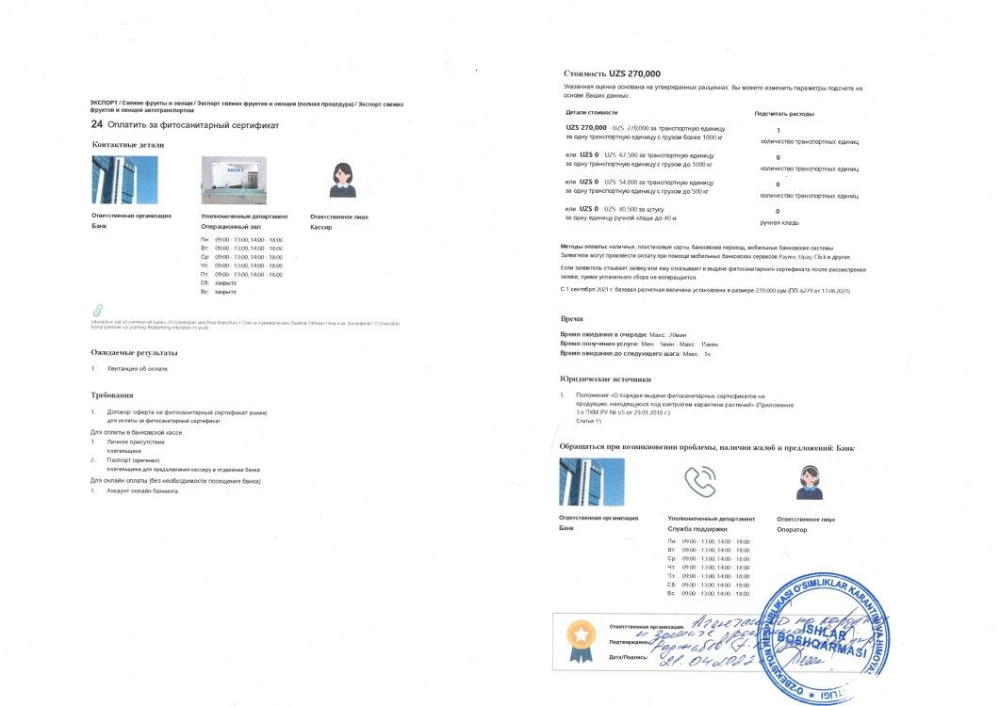 ЭКСПОРТ / Свежие фрукты и овощи / Экспорт свежих фруктов и овощей (полная процедура) / Экспорт свежих
фруктов и овощей автотранспортом
24 Оплатить за фитосанитарный сертификат
Контактные детали
КАССА
Ответственная организация
Банк
Уполномоченный департамент
Операционный зал
Пн: 09:00 - 13:00, 14:00 - 18:00
Вт: 09:00 - 13:00, 14:00 - 18:00
Ср: 09:00 - 13:00, 14:00 - 18:00
Чт: 09:00 - 13:00, 14:00 - 18:00
Пт: 09:00 - 13:00, 14:00 - 18:00
Сб: закрыто
Вс: закрыто
Ответственное лицо
Кассир
Interactive list of commercial banks of Uzbekistan and their branches / Список коммерческих банков Узбекистана и их филиалов / O'zbekiston
Ожидаемые результаты
1. Квитанция об оплате
Требования
1. Договор-оферта на фитосанитарный сертификат (копия)
для оплаты за фитосанитарный сертификат
Для оплаты в банковской кассе
1. Личное присутствие
плательщика
2. Паспорт (оригинал)
плательщика для предъявления кассиру в отделении банка
Для онлайн оплаты (без необходимости посещения банка)
1. Аккаунт онлайн банкинга
Стоимость UZS 270,000
Указанная оценка основана на утвержденных расценках. Вы можете изменить параметры подсчета на
основе Ваших данных:
Детали стоимости
Подсчитать расходы
UZS 270,000 - UZS 270,000 за транспортную единицу
за одну транспортную единицу с грузом более 1000 кг
1
количество транспортных единиц
или UZS 0 - UZS 67,500 за транспортную единицу
за одну транспортную единицу с грузом до 1000 кг
0
количество транспортных единиц
или UZS 0 - UZS 54,000 за транспортную единицу
за одну транспортную единицу с грузом до 500 кг
0
количество транспортных единиц
или UZS 0 - UZS 40,500 за штуку
за одну единицу ручной клади до 40 кг
0
ручная кладь
Методы оплаты: наличные, пластиковые карты, банковский перевод, мобильные банковские системы
Заявители могут произвести оплату при помощи мобильных банковских сервисов Payme, Upay, Click и другие.
Если заявитель отзывает заявку или ему отказывают в выдаче фитосанитарного сертификата после рассмотрения
заявки, сумма уплаченного сбора не возвращается.
С 1 сентября 2021 г. базовая расчетная величина установлена в размере 270 000 сум (ПП-6279 от 17.08.2021)
Время
Время ожидания в очереди: Макс. 20мин
Время получения услуги: Мин. 5мин - Макс. 15мин
Время ожидания до следующего шага: Макс. 1ч
Юридические источники
1. Положение «О порядке выдачи фитосанитарных сертификатов на
продукцию, находящуюся под контролем карантина растений» (Приложение
3 к ПКМ РУ № 65 от 29.01.2018 г.)
Статья 15
Обращаться при возникновении проблемы, наличии жалоб и предложений: Банк
Ответственная организация
Банк
Уполномоченный департамент
Служба поддержки
Пн: 09:00 - 13:00, 14:00 - 18:00
Вт: 09:00 - 13:00, 14:00 - 18:00
Ср: 09:00 - 13:00, 14:00 - 18:00
Чт: 09:00 - 13:00, 14:00 - 18:00
Пт: 09:00 - 13:00, 14:00 - 18:00
Сб: 09:00 - 13:00, 14:00 - 18:00
Вс: 09:00 - 13:00, 14:00 - 18:00
Ответственное лицо
Оператор
Ответственная организация:
Подтверждено:
Дата/Подпись: 21.04.2022
O'ZBEKISTON RESPUBLIKASI O'SIMLIKLAR KARANTINI VA HIMOYASI
ISHLAR
BOSHQARMASI